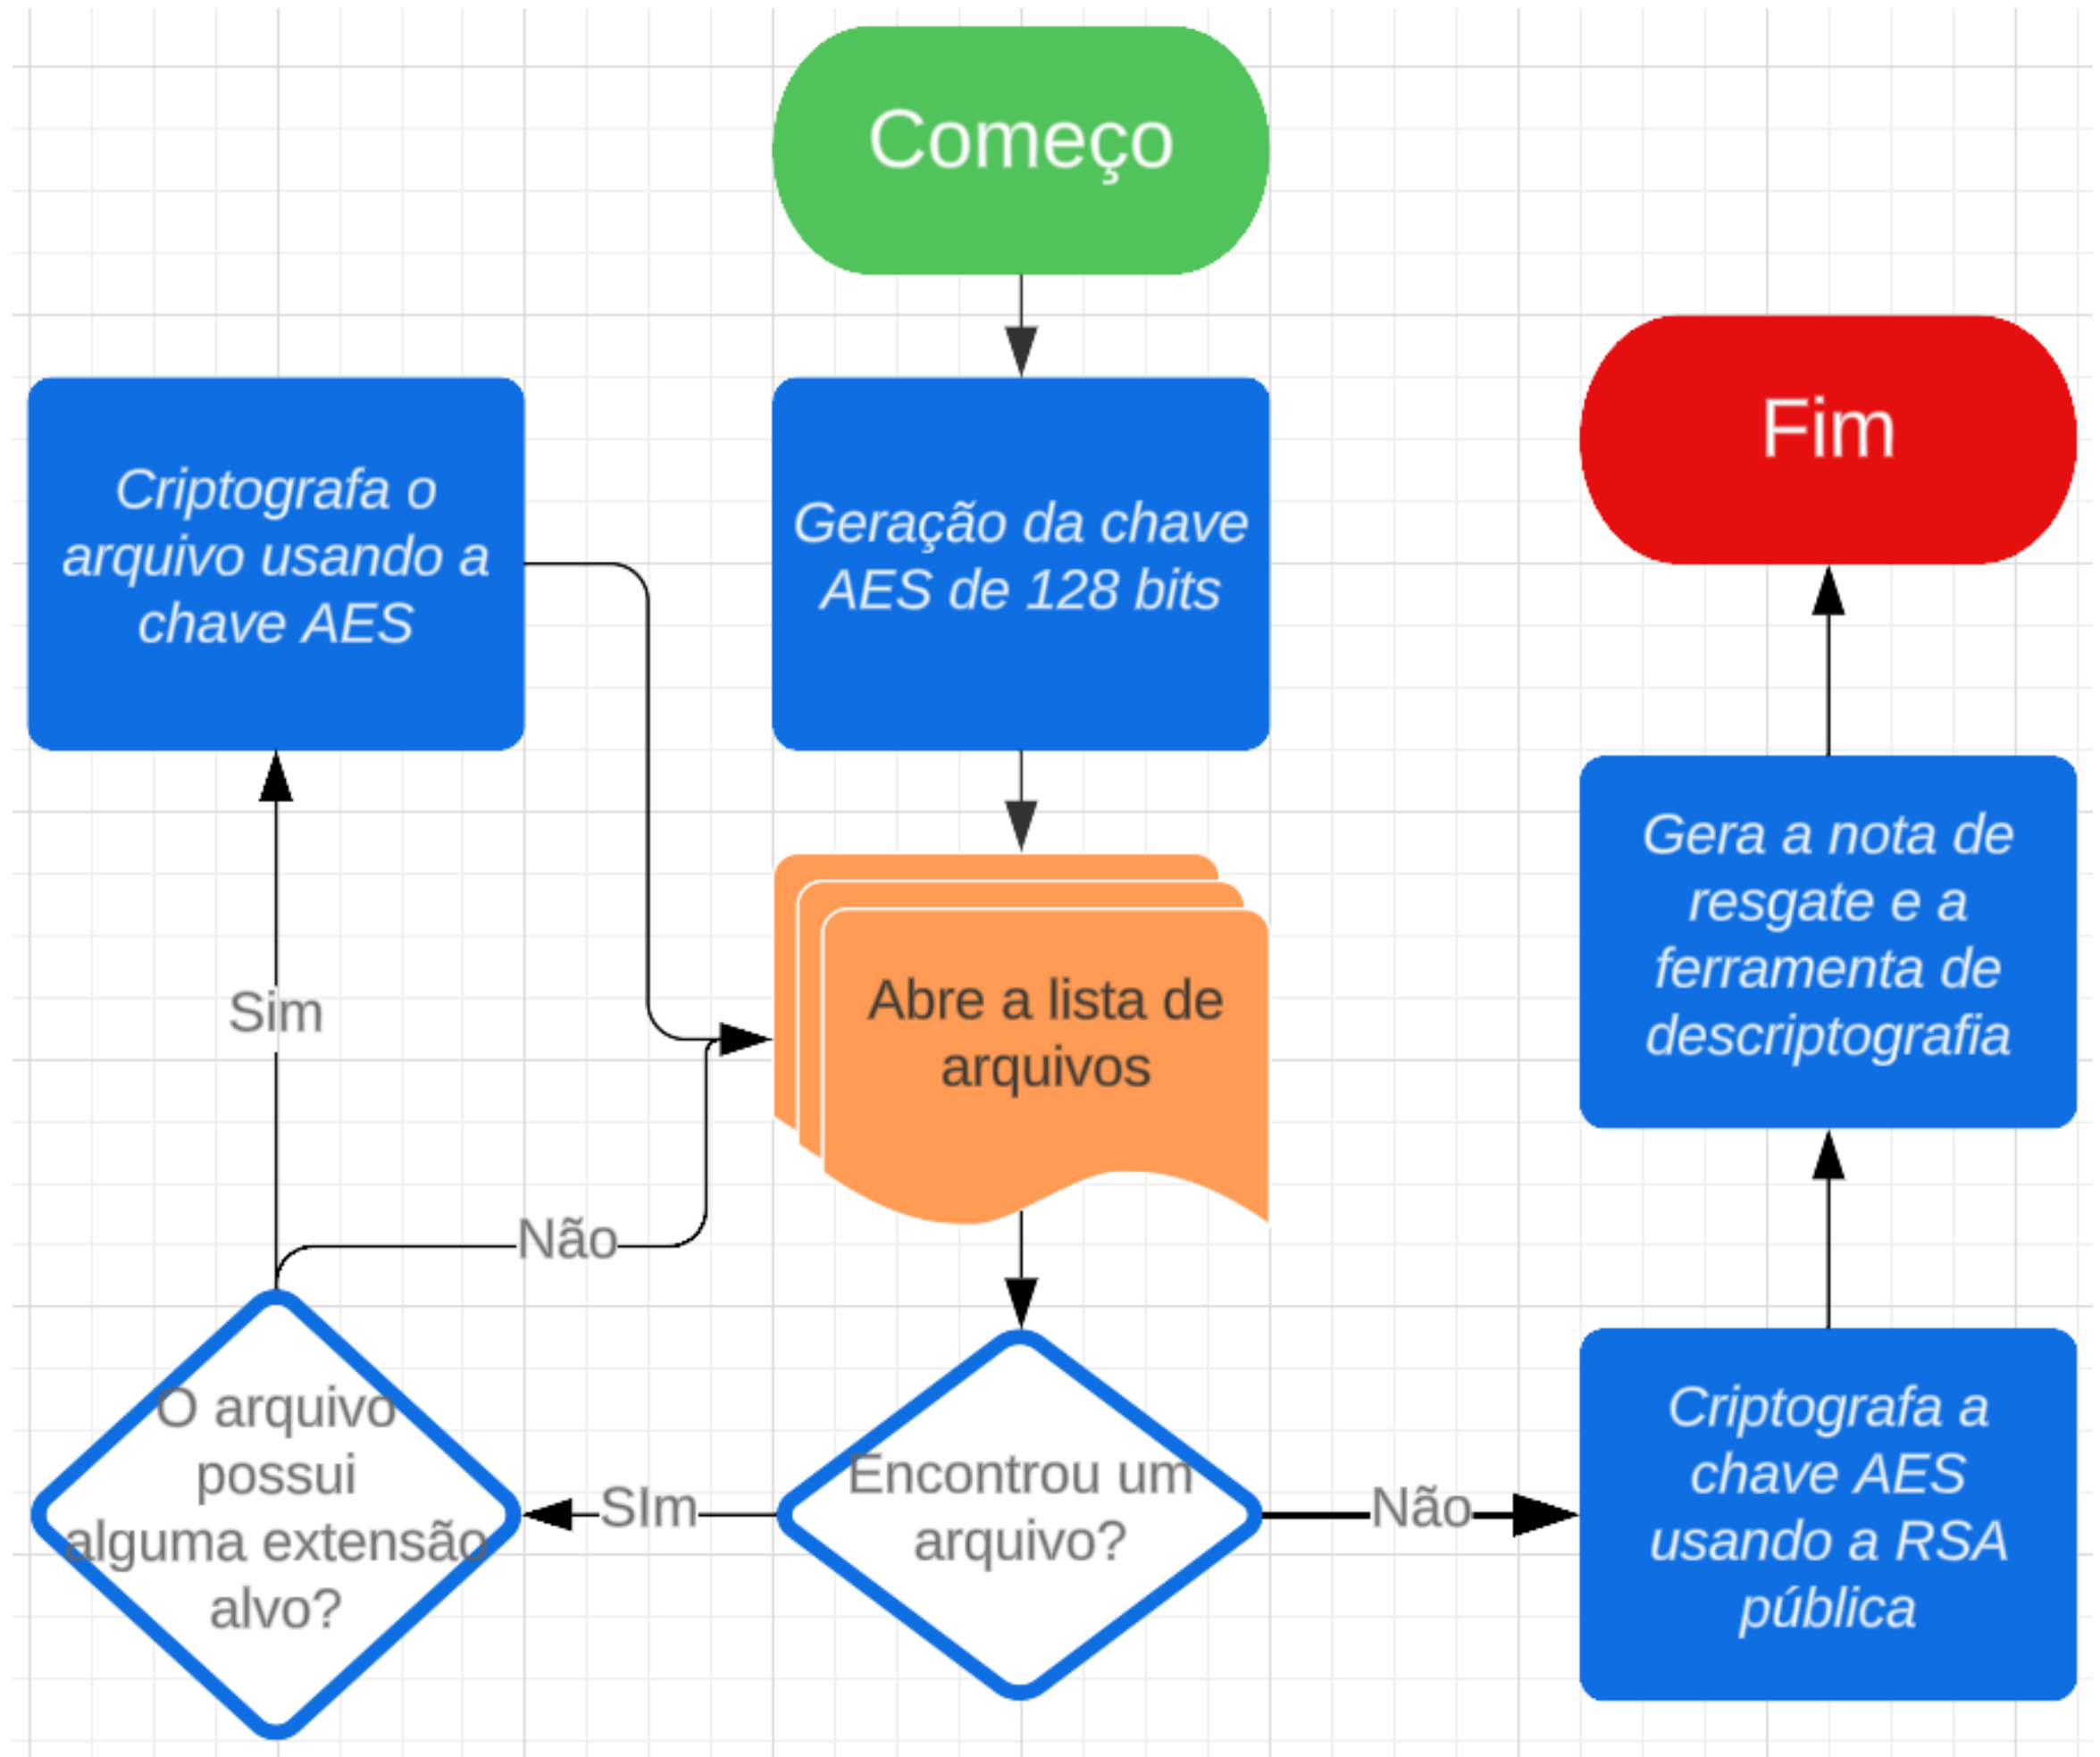 Começo
Geração da chave
AES de 128 bits
Abre a lista de
arquivos
Encontrou um
arquivo?
SIm
O arquivo
possui
alguma extensão
alvo?
Sim
Criptografa o
arquivo usando a
chave AES
Não
Não
Criptografa a
chave AES
usando a RSA
pública
Gera a nota de
resgate e a
ferramenta de
descriptografia
Fim